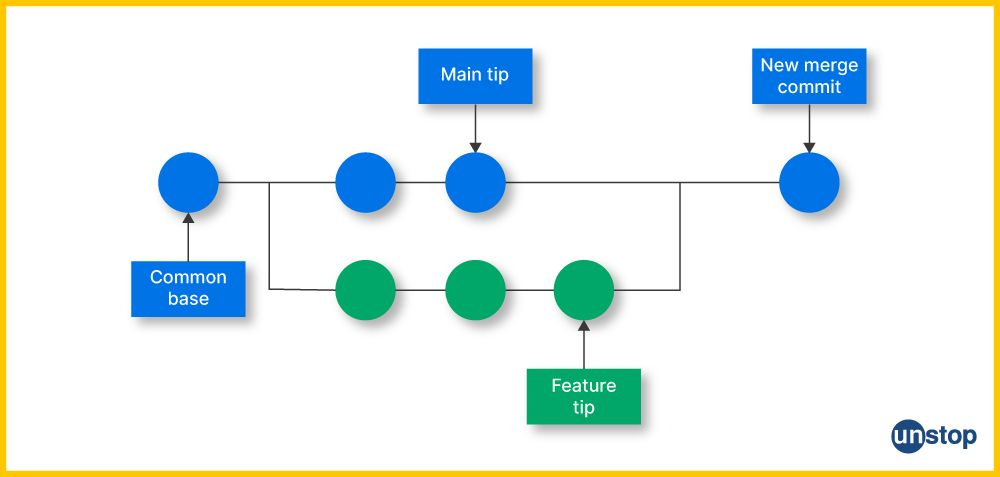 Main tip
New merge
commit
Common
base
Feature
tip
unstop